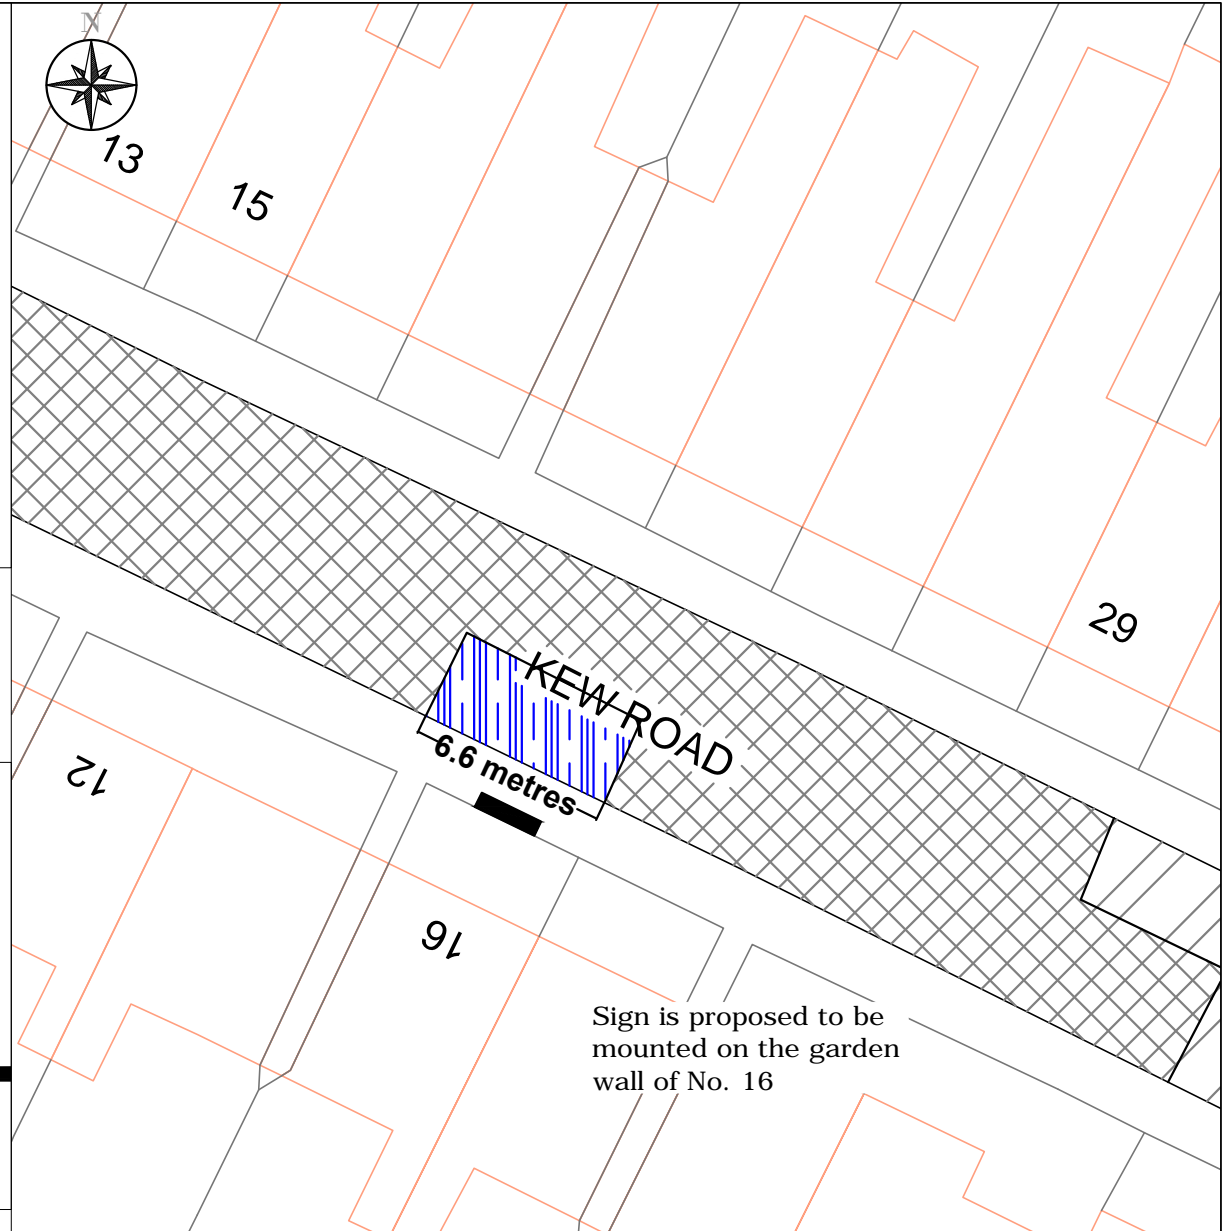 N
13
15
29
KEW ROAD
6.6 metres
12
16
Sign is proposed to be
mounted on the garden
wall of No. 16